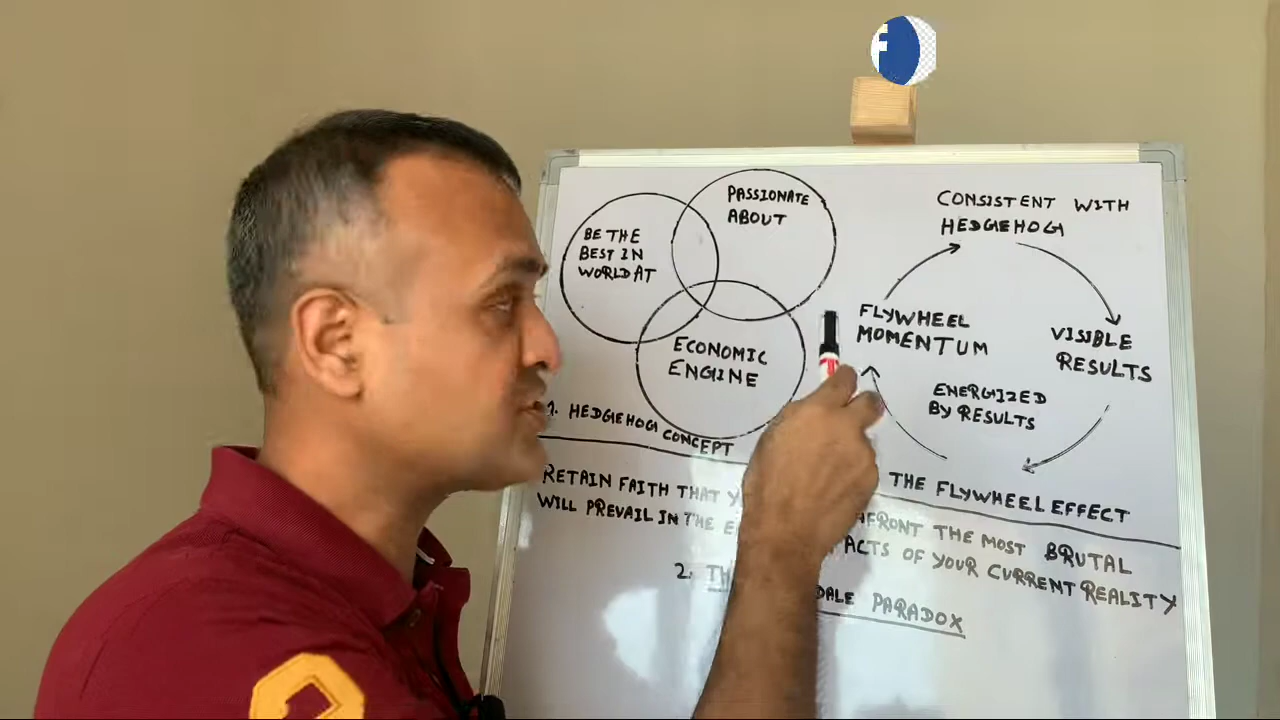 PASSIONATE
ABOUT
BE THE
BEST IN
WORLD AT
ECONOMIC
ENGINE
1. HEDGEHOG CONCEPT
CONSISTENT WITH
HEDGEHOG
FLYWHEEL
MOMENTUM
VISIBLE
RESULTS
ENERGIZED
BY RESULTS
THE FLYWHEEL EFFECT
RETAIN FAITH THAT THE MOST BRUTAL
WILL PREVAIL IN THE OF YOUR CURRENT REALITY
2. PARADOX